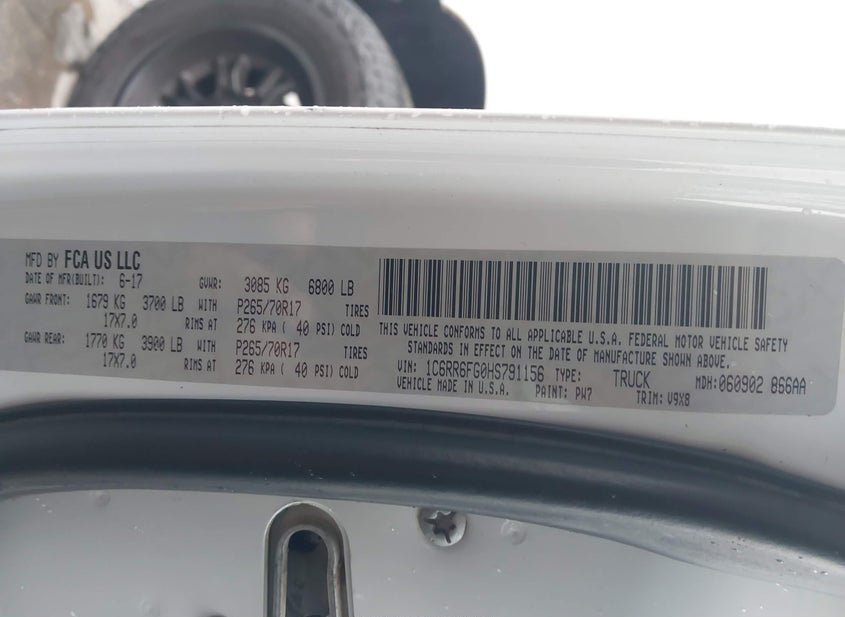 MFD BY FCA US LLC
DATE OF MFR(BUILT): 6-17 GVWR: 3085 KG 6800 LB
GAWR FRONT: 1679 KG 3700 LB WITH P265/70R17 TIRES
17X7.0 RIMS AT 276 KPA ( 40 PSI) COLD
GAWR REAR: 1770 KG 3900 LB WITH P265/70R17 TIRES
17X7.0 RIMS AT 276 KPA ( 40 PSI) COLD
THIS VEHICLE CONFORMS TO ALL APPLICABLE U.S.A. FEDERAL MOTOR VEHICLE SAFETY
STANDARDS IN EFFECT ON THE DATE OF MANUFACTURE SHOWN ABOVE.
VIN: 1C6RR6FG0HS791156 TYPE: TRUCK MDH:060902 866AA
VEHICLE MADE IN U.S.A. PAINT: PW7 TRIM: V9X8